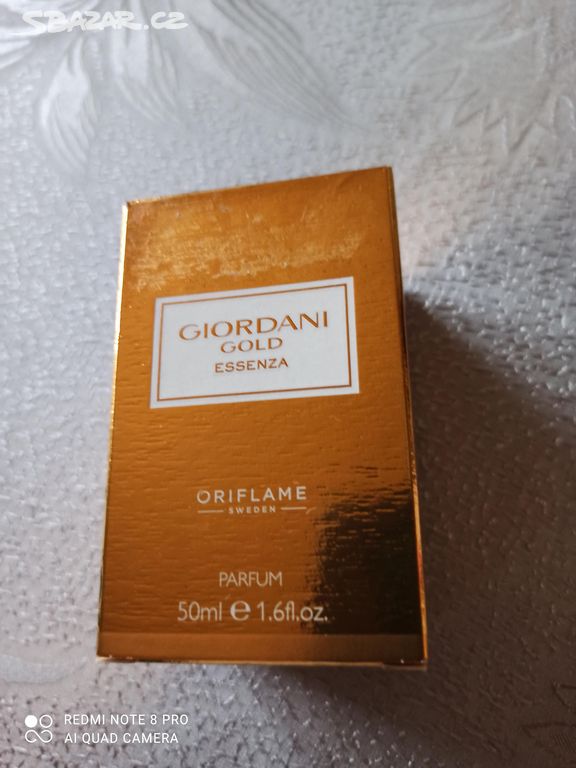 SBAZAR.CZ
GIORDANI
GOLD
ESSENZA
ORIFLAME
SWEDEN
PARFUM
50ml e 1.6fl.oz.
REDMI NOTE 8 PRO
AI QUAD CAMERA